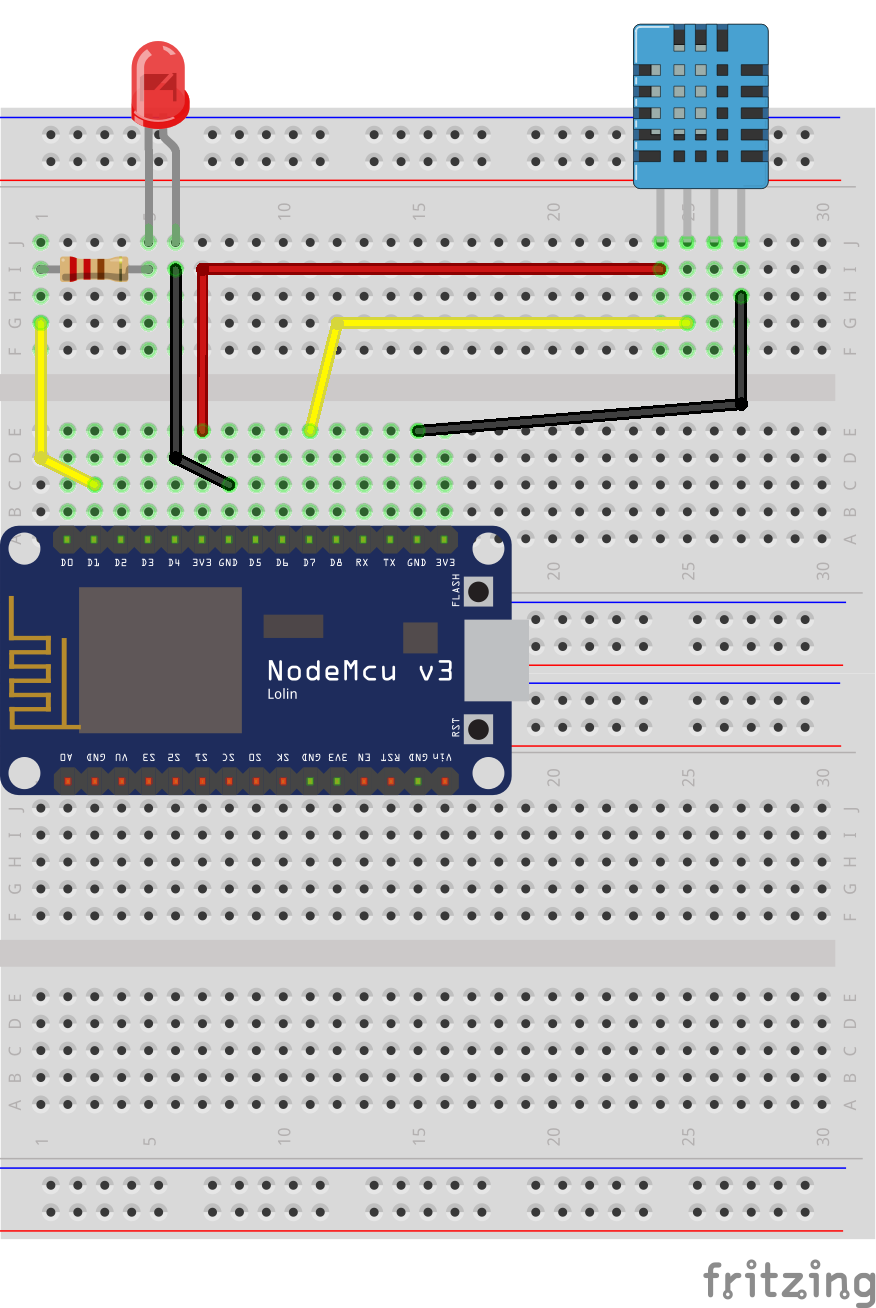 1 5 10 15 20 25 30
J J
I I
H H
G G
F F
E E
D D
C C
B B
A A
20 25 30
D0 D1 D2 D3 D4 3V3 GND D5 D6 D7 D8 RX TX GND 3V3
FLASH
NodeMcu v3
Lolin
RST
A0 GND VU S3 S2 S1 SC SO SK GND 3V3 EN RST GND Vin
20 25 30
J J
I I
H H
G G
F F
E E
D D
C C
B B
A A
1 5 10 15 20 25 30
fritzing